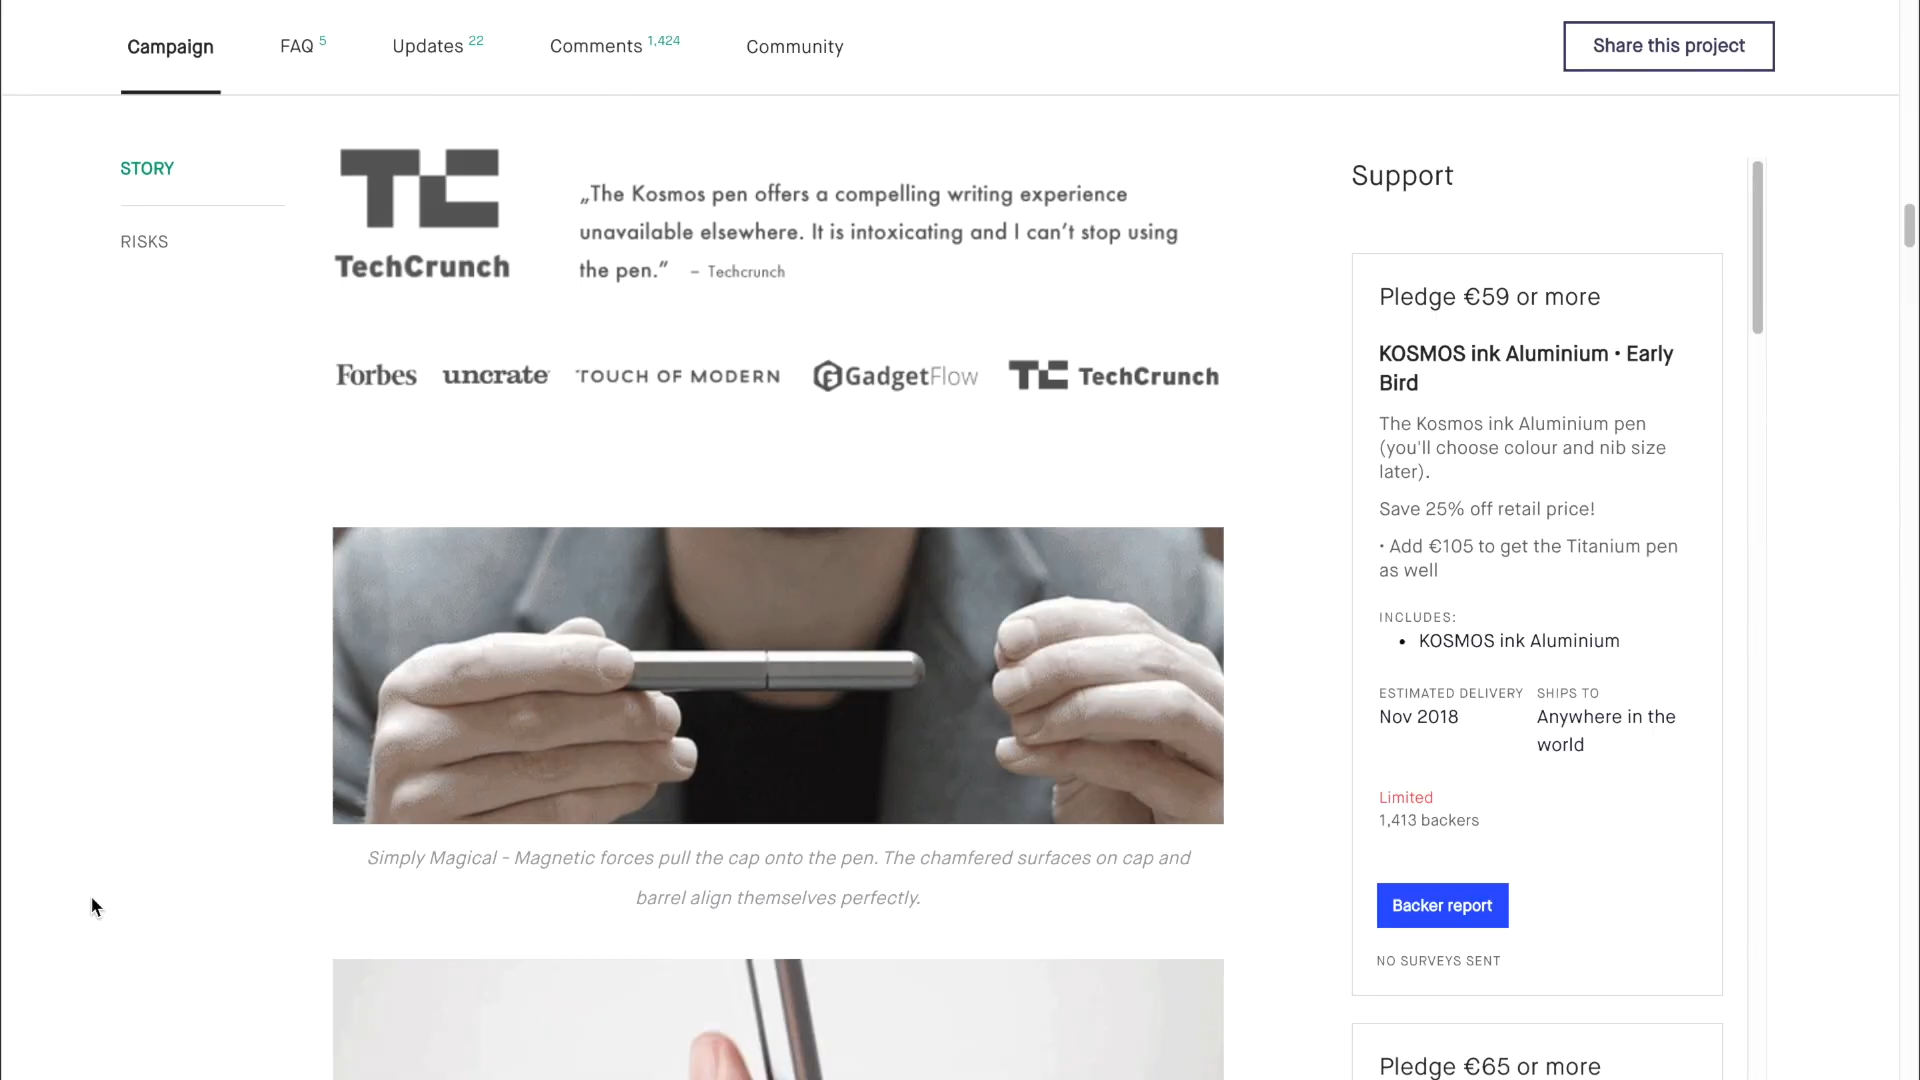 Campaign
FAQ 5
Updates 22
Comments 1,424
Community
Share this project
STORY
RISKS
TechCrunch
„The Kosmos pen offers a compelling writing experience
unavailable elsewhere. It is intoxicating and I can't stop using
the pen.” – Techcrunch
Forbes uncrate TOUCH OF MODERN GadgetFlow TC TechCrunch
Simply Magical - Magnetic forces pull the cap onto the pen. The chamfered surfaces on cap and
barrel align themselves perfectly.
Support
Pledge €59 or more
KOSMOS ink Aluminium • Early
Bird
The Kosmos ink Aluminium pen
(you'll choose colour and nib size
later).
Save 25% off retail price!
• Add €105 to get the Titanium pen
as well
INCLUDES:
• KOSMOS ink Aluminium
ESTIMATED DELIVERY SHIPS TO
Nov 2018 Anywhere in the
world
Limited
1,413 backers
Backer report
NO SURVEYS SENT
Pledge €65 or more